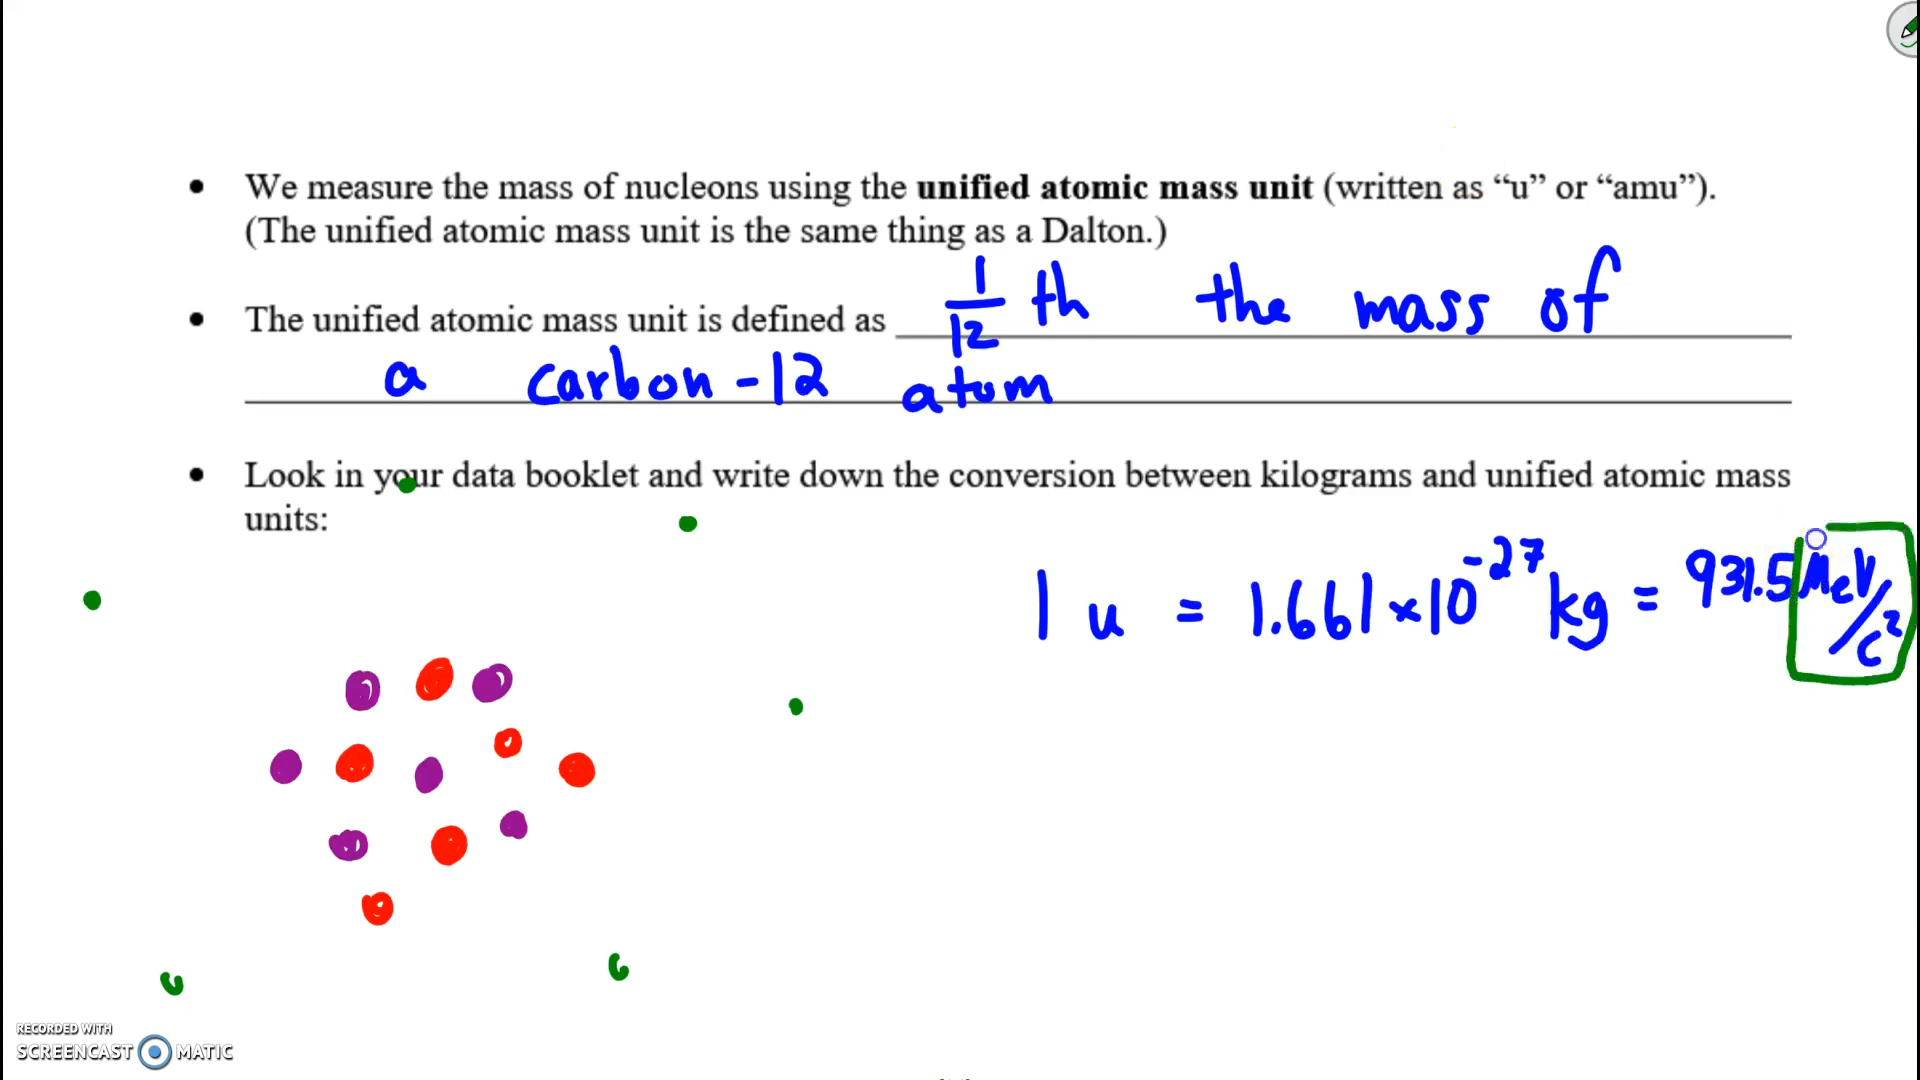 • We measure the mass of nucleons using the unified atomic mass unit (written as “u” or “amu”).
(The unified atomic mass unit is the same thing as a Dalton.)
• The unified atomic mass unit is defined as 1/12 th the mass of
a carbon-12 atom
• Look in your data booklet and write down the conversion between kilograms and unified atomic mass
units:
1 u = 1.661×10⁻²⁷ kg = 931.5 MeV/c²
RECORDED WITH
SCREENCAST MATIC